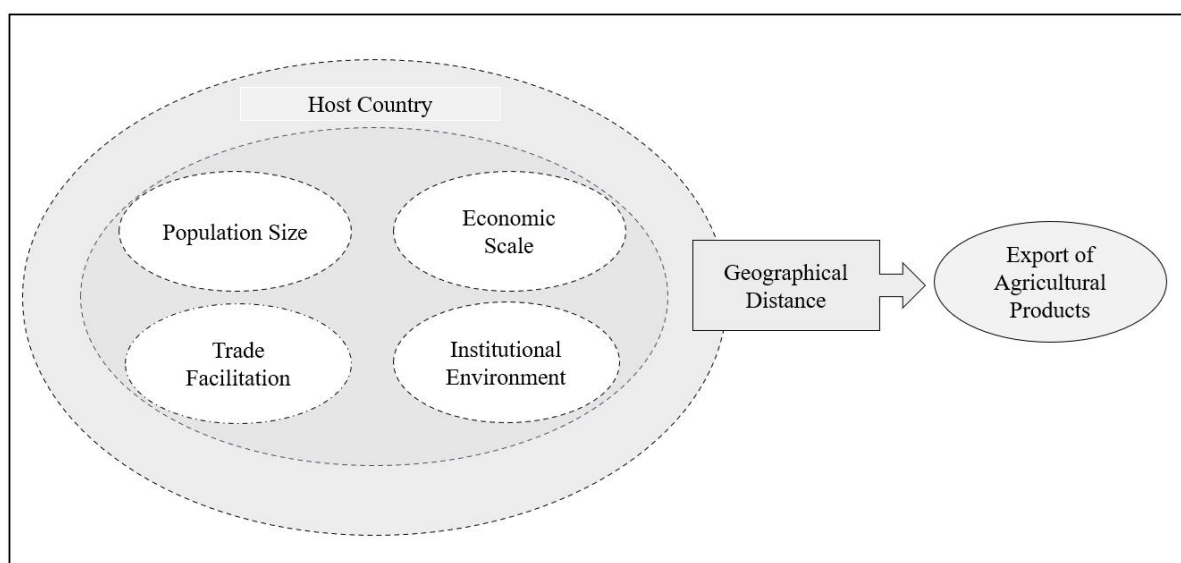 Host Country
Population Size
Economic
Scale
Trade
Facilitation
Institutional
Environment
Geographical
Distance
Export of
Agricultural
Products